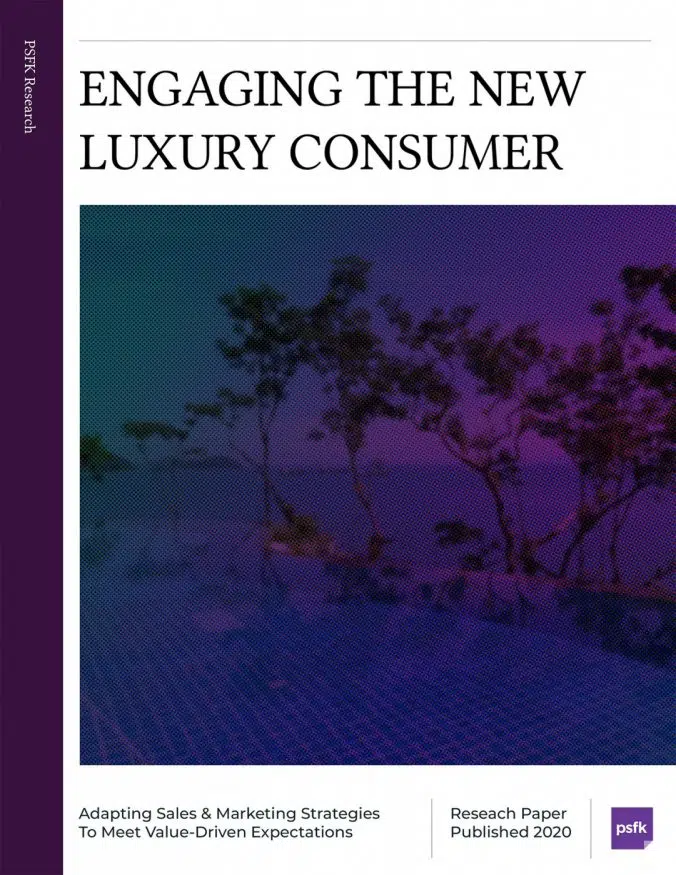 PSFK Research
ENGAGING THE NEW
LUXURY CONSUMER
Adapting Sales & Marketing Strategies
To Meet Value-Driven Expectations
Reseach Paper
Published 2020
psfk